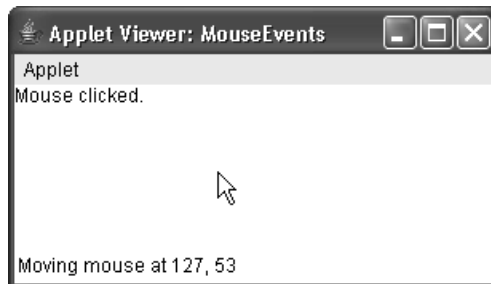 Applet Viewer: MouseEvents
Applet
Mouse clicked.
Moving mouse at 127, 53